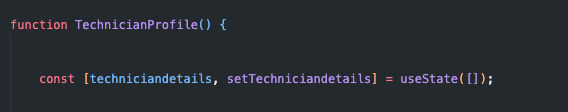 function TechnicianProfile() {
const [techniciandetails, setTechniciandetails] = useState([]);